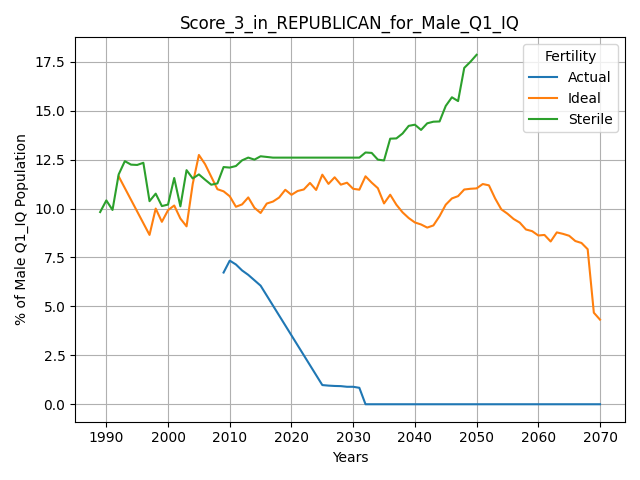 Score_3_in_REPUBLICAN_for_Male_Q1_IQ
Fertility
Actual
Ideal
Sterile
% of Male Q1_IQ Population
17.5
15.0
12.5
10.0
7.5
5.0
2.5
0.0
1990 2000 2010 2020 2030 2040 2050 2060 2070
Years